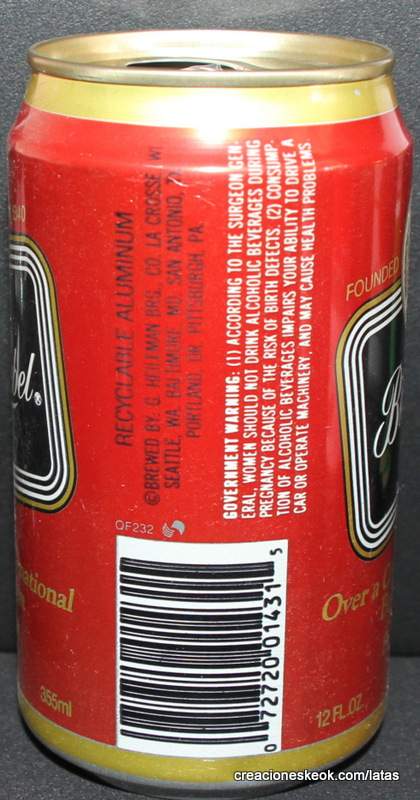 RECYCLABLE ALUMINUM
©BREWED BY: G. HEILEMAN BRG. CO. LA CROSSE, WI
SEATTLE, WA. BALTIMORE, MD. SAN ANTONIO, TX
PORTLAND, OR. PITTSBURGH, PA.
GOVERNMENT WARNING: (1) ACCORDING TO THE SURGEON GEN-
ERAL, WOMEN SHOULD NOT DRINK ALCOHOLIC BEVERAGES DURING
PREGNANCY BECAUSE OF THE RISK OF BIRTH DEFECTS. (2) CONSUMP-
TION OF ALCOHOLIC BEVERAGES IMPAIRS YOUR ABILITY TO DRIVE A
CAR OR OPERATE MACHINERY, AND MAY CAUSE HEALTH PROBLEMS
840
bel®
national
355ml
QF232
0 72720 01431 5
FOUNDED
B
Over a C
12 FL.OZ.
creacioneskeok.com/latas